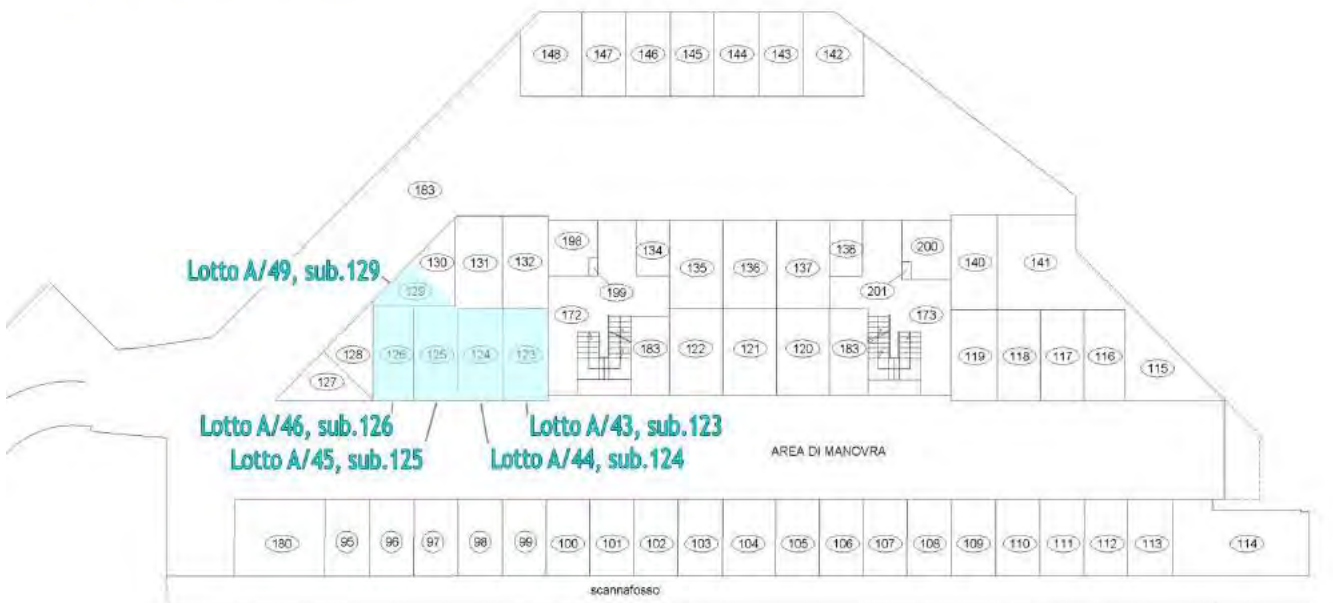 148 147 146 145 144 143 142
183
198 134 138 200
130 131 132 135 136 137 140 141
Lotto A/49, sub.129
129
199 201
172 173
128 126 125 124 123 183 122 121 120 183 119 118 117 116 115
127
Lotto A/46, sub.126 Lotto A/43, sub.123
Lotto A/45, sub.125 Lotto A/44, sub.124
AREA DI MANOVRA
180 95 96 97 98 99 100 101 102 103 104 105 106 107 108 109 110 111 112 113 114
scannafosso